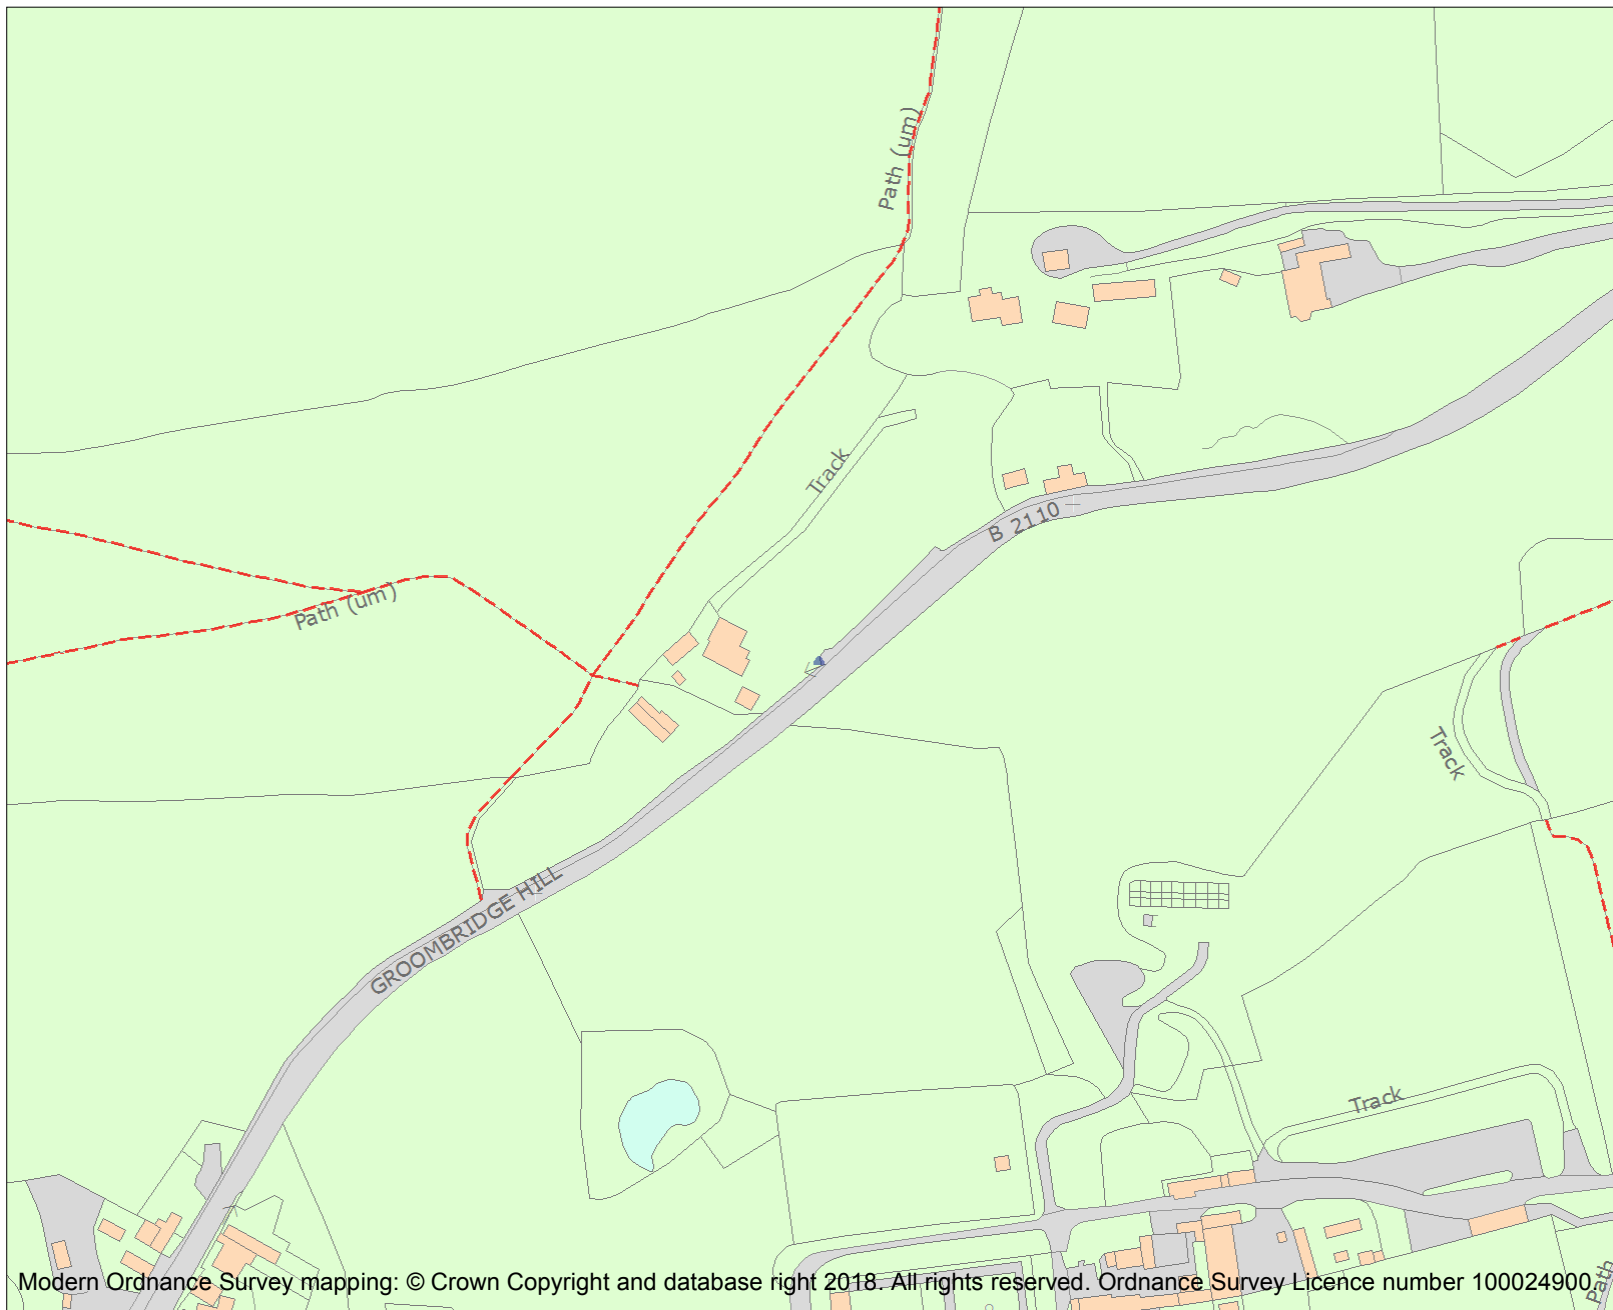 Path (um)
Track
B 2110
Path (um)
Track
GROOMBRIDGE HILL
Track
Path
Modern Ordnance Survey mapping: © Crown Copyright and database right 2018. All rights reserved. Ordnance Survey Licence number 100024900.